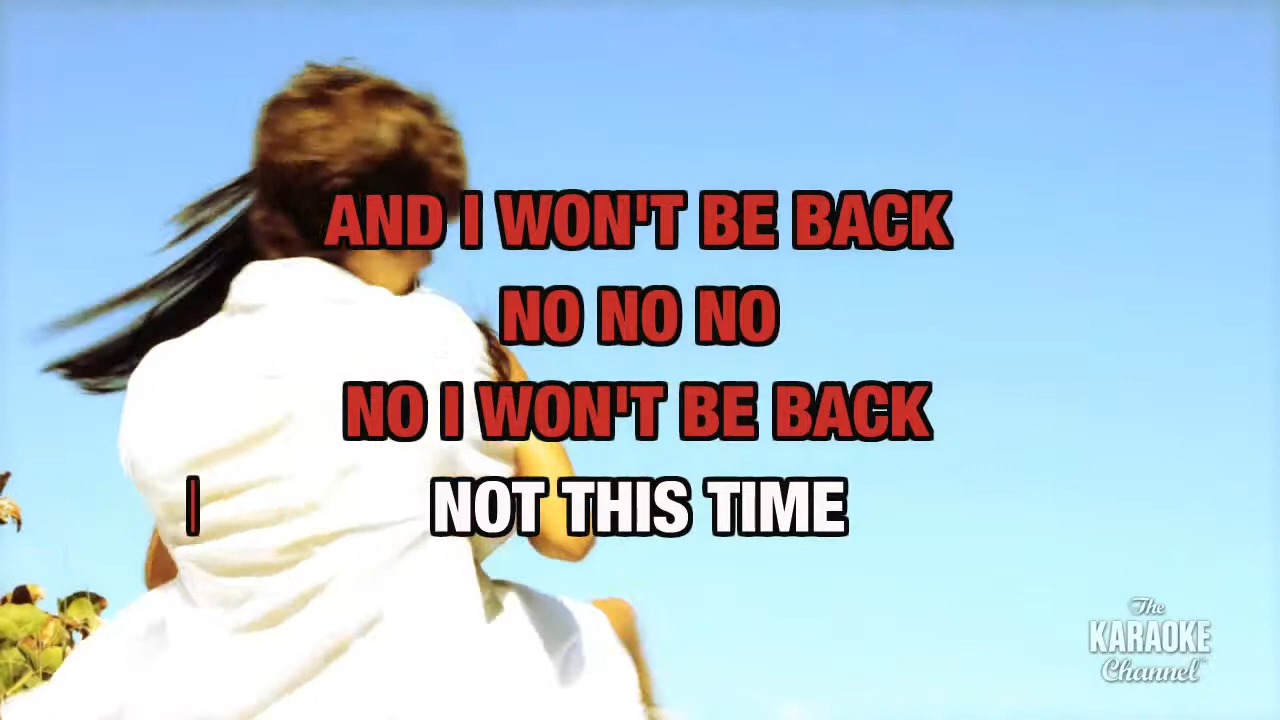 AND I WON'T BE BACK
NO NO NO
NO I WON'T BE BACK
NOT THIS TIME
The
KARAOKE
Channel